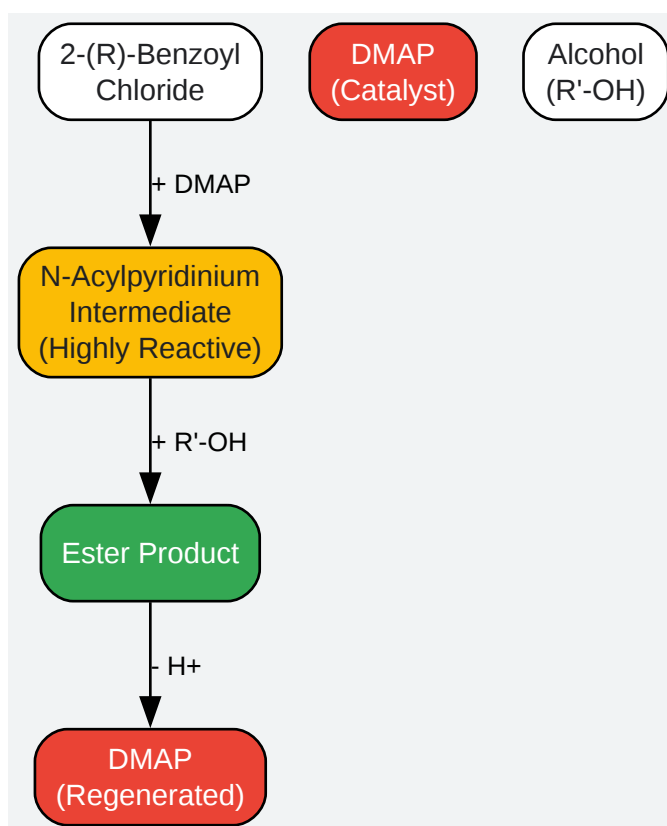 2-(R)-Benzoyl
Chloride
DMAP
(Catalyst)
Alcohol
(R'-OH)
+ DMAP
N-Acylpyridinium
Intermediate
(Highly Reactive)
+ R'-OH
Ester Product
- H+
DMAP
(Regenerated)